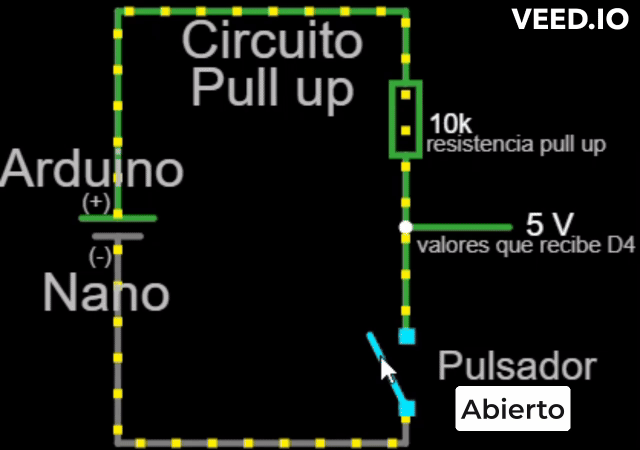 VEED.IO
Circuito
Pull up
10k
resistencia pull up
Arduino
(+)
5 V
valores que recibe D4
(-)
Nano
Pulsador
Abierto